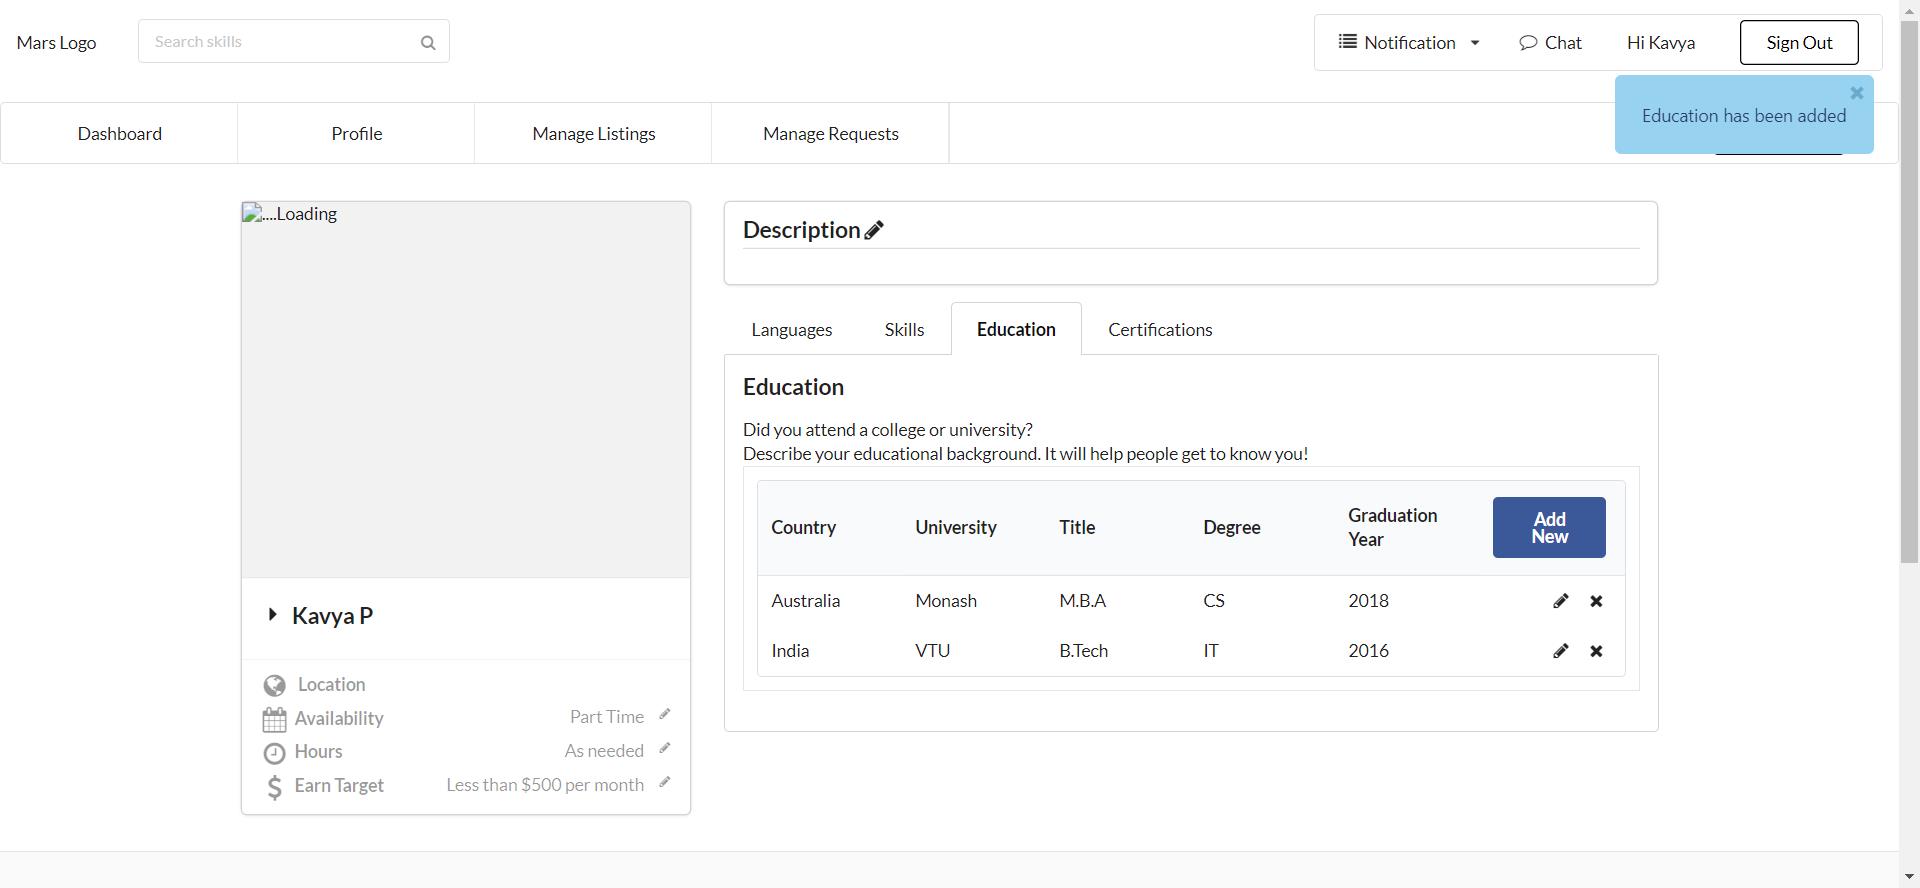 Mars Logo
Search skills
Notification
Chat
Hi Kavya
Sign Out
Education has been added
Dashboard
Profile
Manage Listings
Manage Requests
....Loading
Kavya P
Location
Availability Part Time
Hours As needed
Earn Target Less than $500 per month
Description
Languages
Skills
Education
Certifications
Education
Did you attend a college or university?
Describe your educational background. It will help people get to know you!
Country University Title Degree Graduation Year
Add New
Australia Monash M.B.A CS 2018
India VTU B.Tech IT 2016